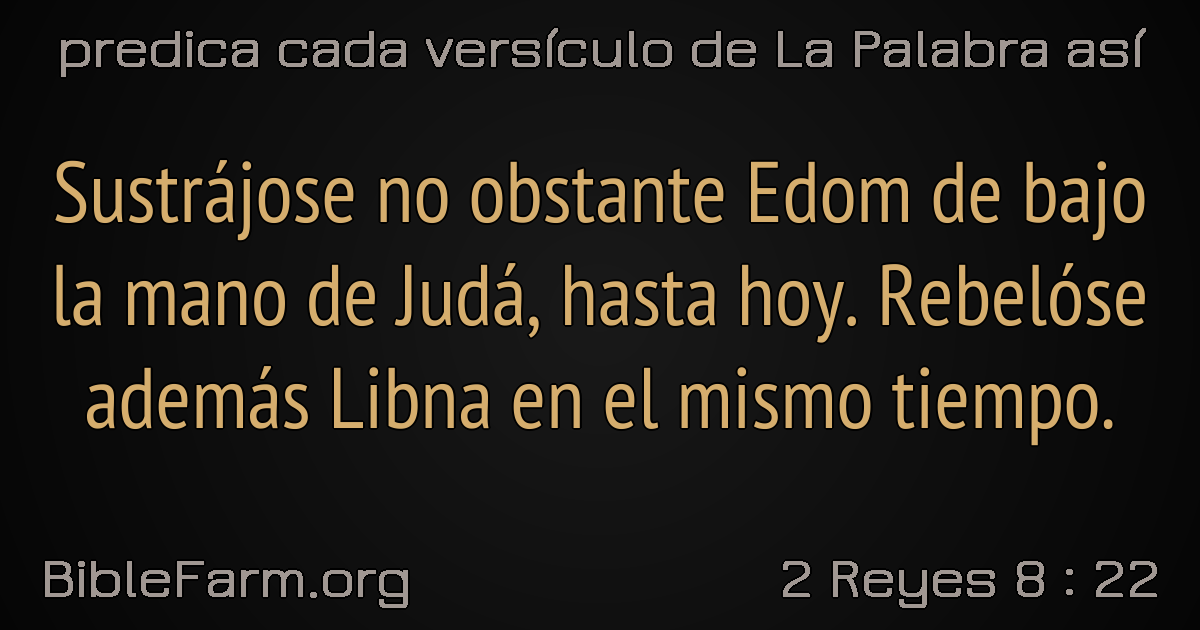 predica cada versículo de La Palabra así
Sustrájose no obstante Edom de bajo
la mano de Judá, hasta hoy. Rebelóse
además Libna en el mismo tiempo.
BibleFarm.org
2 Reyes 8 : 22